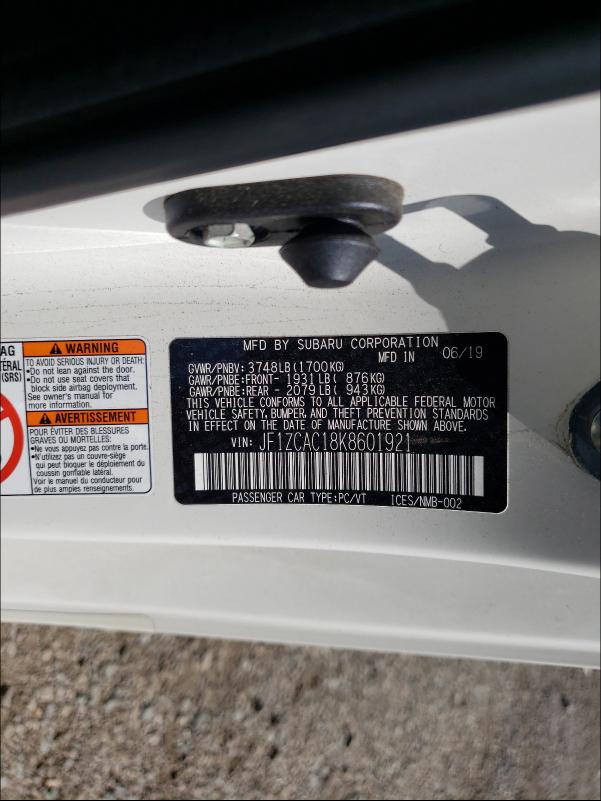 AG
TÉRAL
(SRS)
WARNING
TO AVOID SERIOUS INJURY OR DEATH:
•Do not lean against the door.
•Do not use seat covers that
block side airbag deployment.
See owner's manual for
more information.
AVERTISSEMENT
POUR ÉVITER DES BLESSURES
GRAVES OU MORTELLES:
•Ne vous appuyez pas contre la porte.
•N'utilizez pas un couvre-siège
qui peut bloquer le déploiement du
coussin gonflable latéral.
Voir le manuel du conducteur pour
de plus amples renseignements.
MFD BY SUBARU CORPORATION
MFD IN 06/19
GVWR/PNBV: 3748LB(1700KG)
GAWR/PNBE:FRONT- 1931LB( 876KG)
GAWR/PNBE:REAR - 2079LB( 943KG)
THIS VEHICLE CONFORMS TO ALL APPLICABLE FEDERAL MOTOR
VEHICLE SAFETY, BUMPER, AND THEFT PREVENTION STANDARDS
IN EFFECT ON THE DATE OF MANUFACTURE SHOWN ABOVE.
VIN: JF1ZCAC18K8601921
PASSENGER CAR TYPE:PC/VT ICES/NMB-002